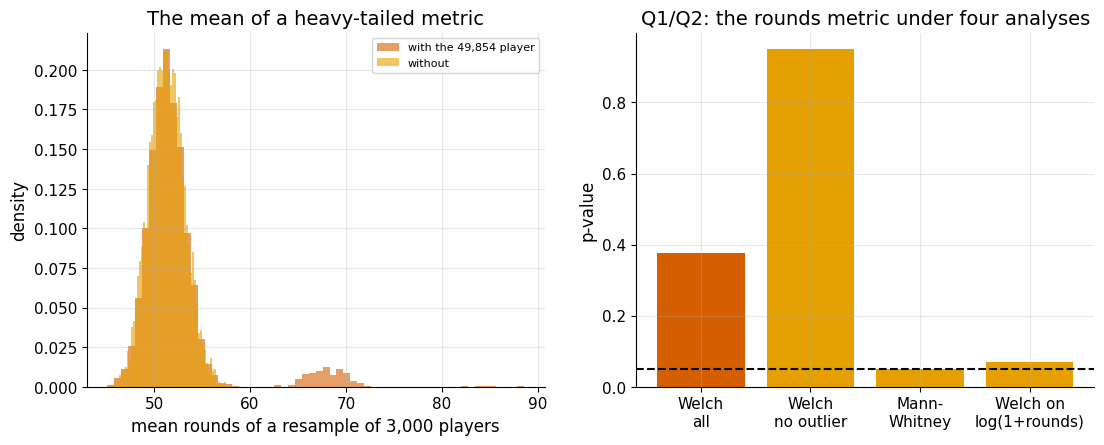 The mean of a heavy-tailed metric
with the 49,854 player
without
density
0.200
0.175
0.150
0.125
0.100
0.075
0.050
0.025
0.000
50
60
70
80
90
mean rounds of a resample of 3,000 players
Q1/Q2: the rounds metric under four analyses
p-value
0.8
0.6
0.4
0.2
0.0
Welch
all
Welch
no outlier
Mann-
Whitney
Welch on
log(1+rounds)